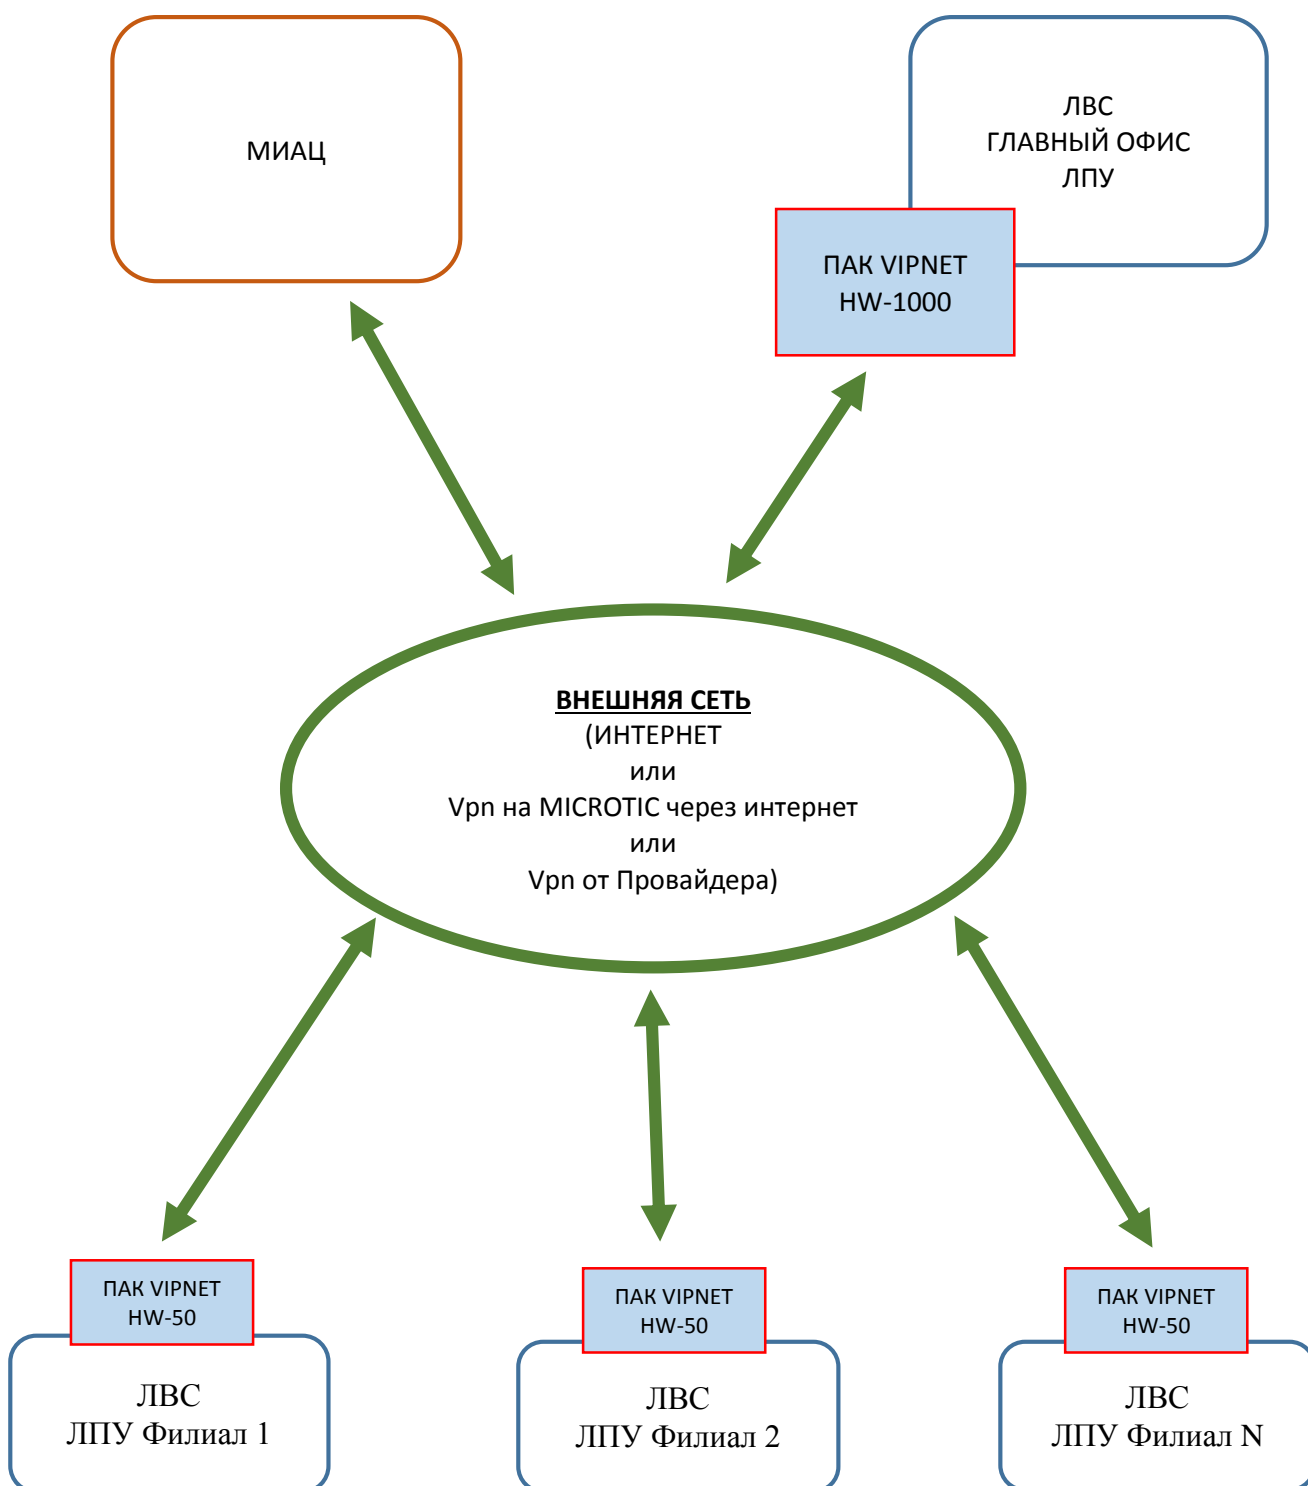 МИАЦ
ЛВС
ГЛАВНЫЙ ОФИС
ЛПУ
ПАК VIPNET
HW-1000
ВНЕШНЯЯ СЕТЬ
(ИНТЕРНЕТ
или
Vpn на MICROTIC через интернет
или
Vpn от Провайдера)
ПАК VIPNET
HW-50
ЛВС
ЛПУ Филиал 1
ПАК VIPNET
HW-50
ЛВС
ЛПУ Филиал 2
ПАК VIPNET
HW-50
ЛВС
ЛПУ Филиал N